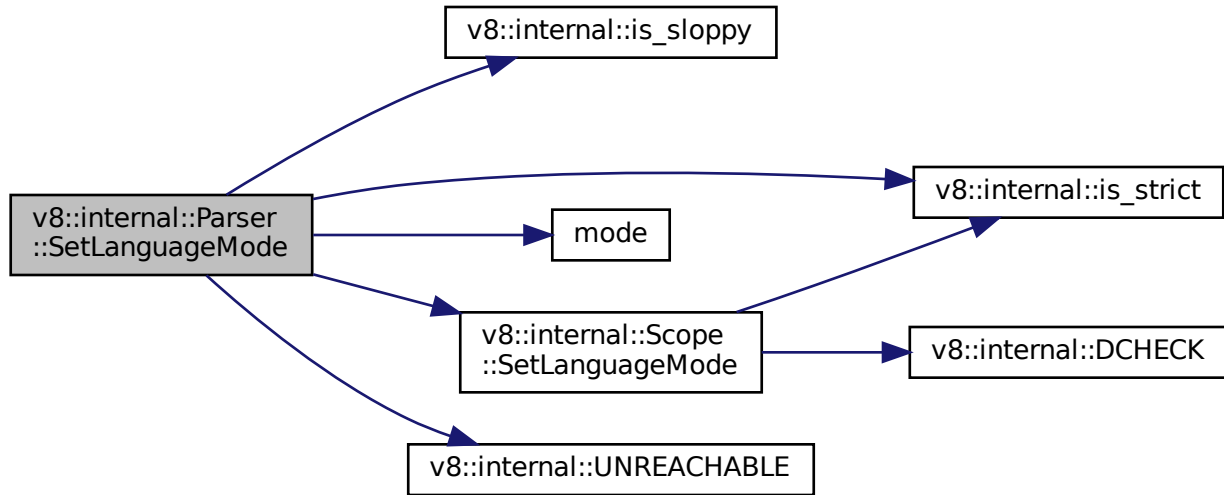 v8::internal::is_sloppy
v8::internal::is_strict
v8::internal::Parser
::SetLanguageMode
mode
v8::internal::Scope
::SetLanguageMode
v8::internal::DCHECK
v8::internal::UNREACHABLE